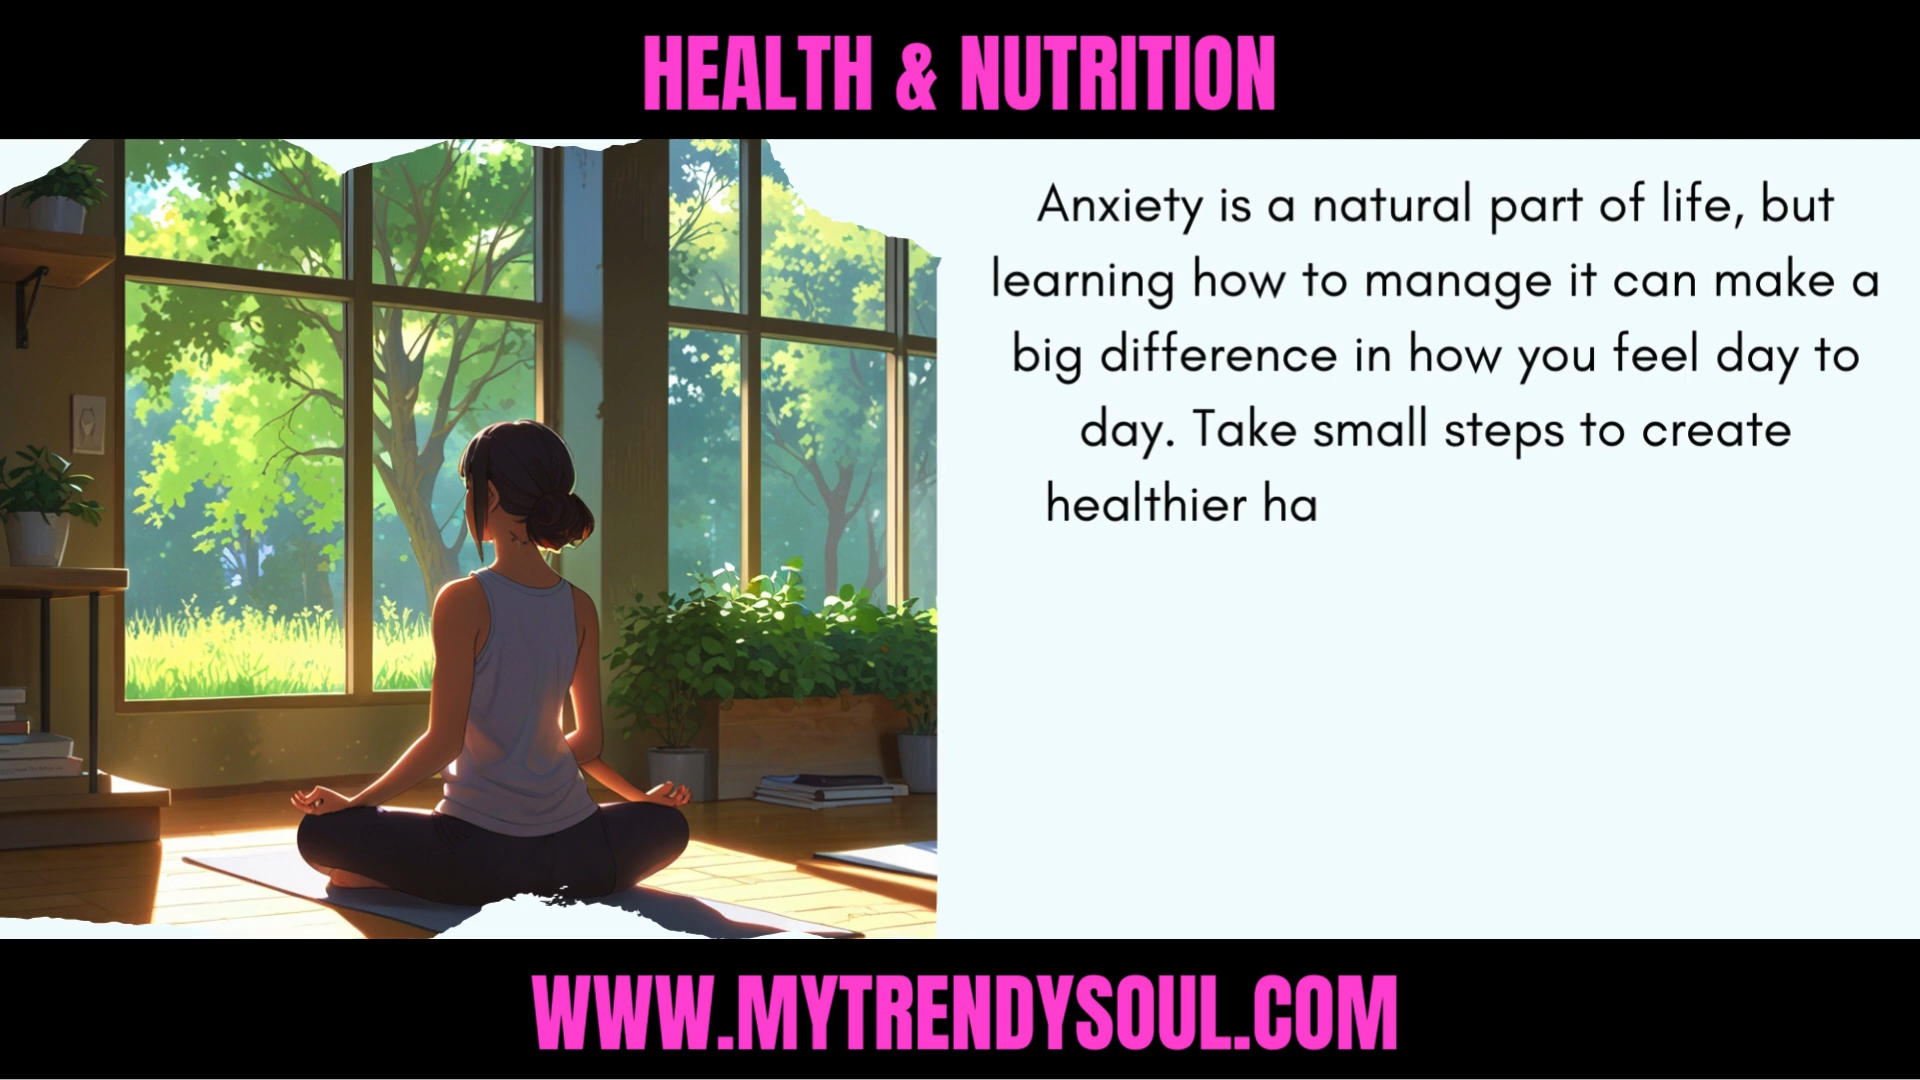 HEALTH & NUTRITION
Anxiety is a natural part of life, but
learning how to manage it can make a
big difference in how you feel day to
day. Take small steps to create
healthier ha
WWW.MYTRENDYSOUL.COM